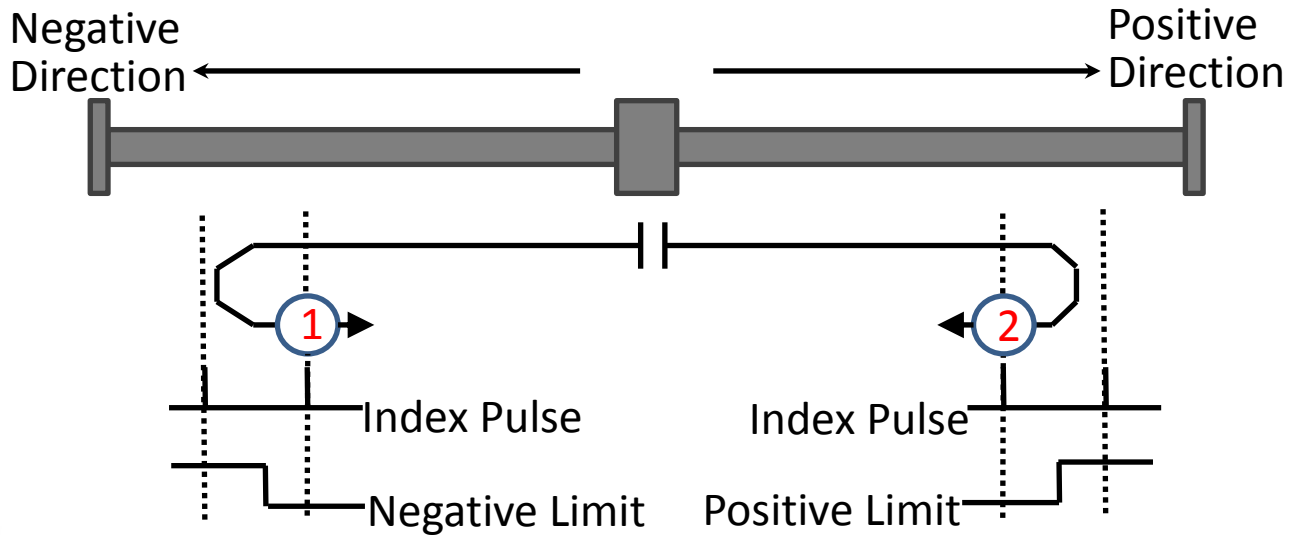 Negative
Direction
Positive
Direction
1
2
Index Pulse
Index Pulse
Negative Limit
Positive Limit